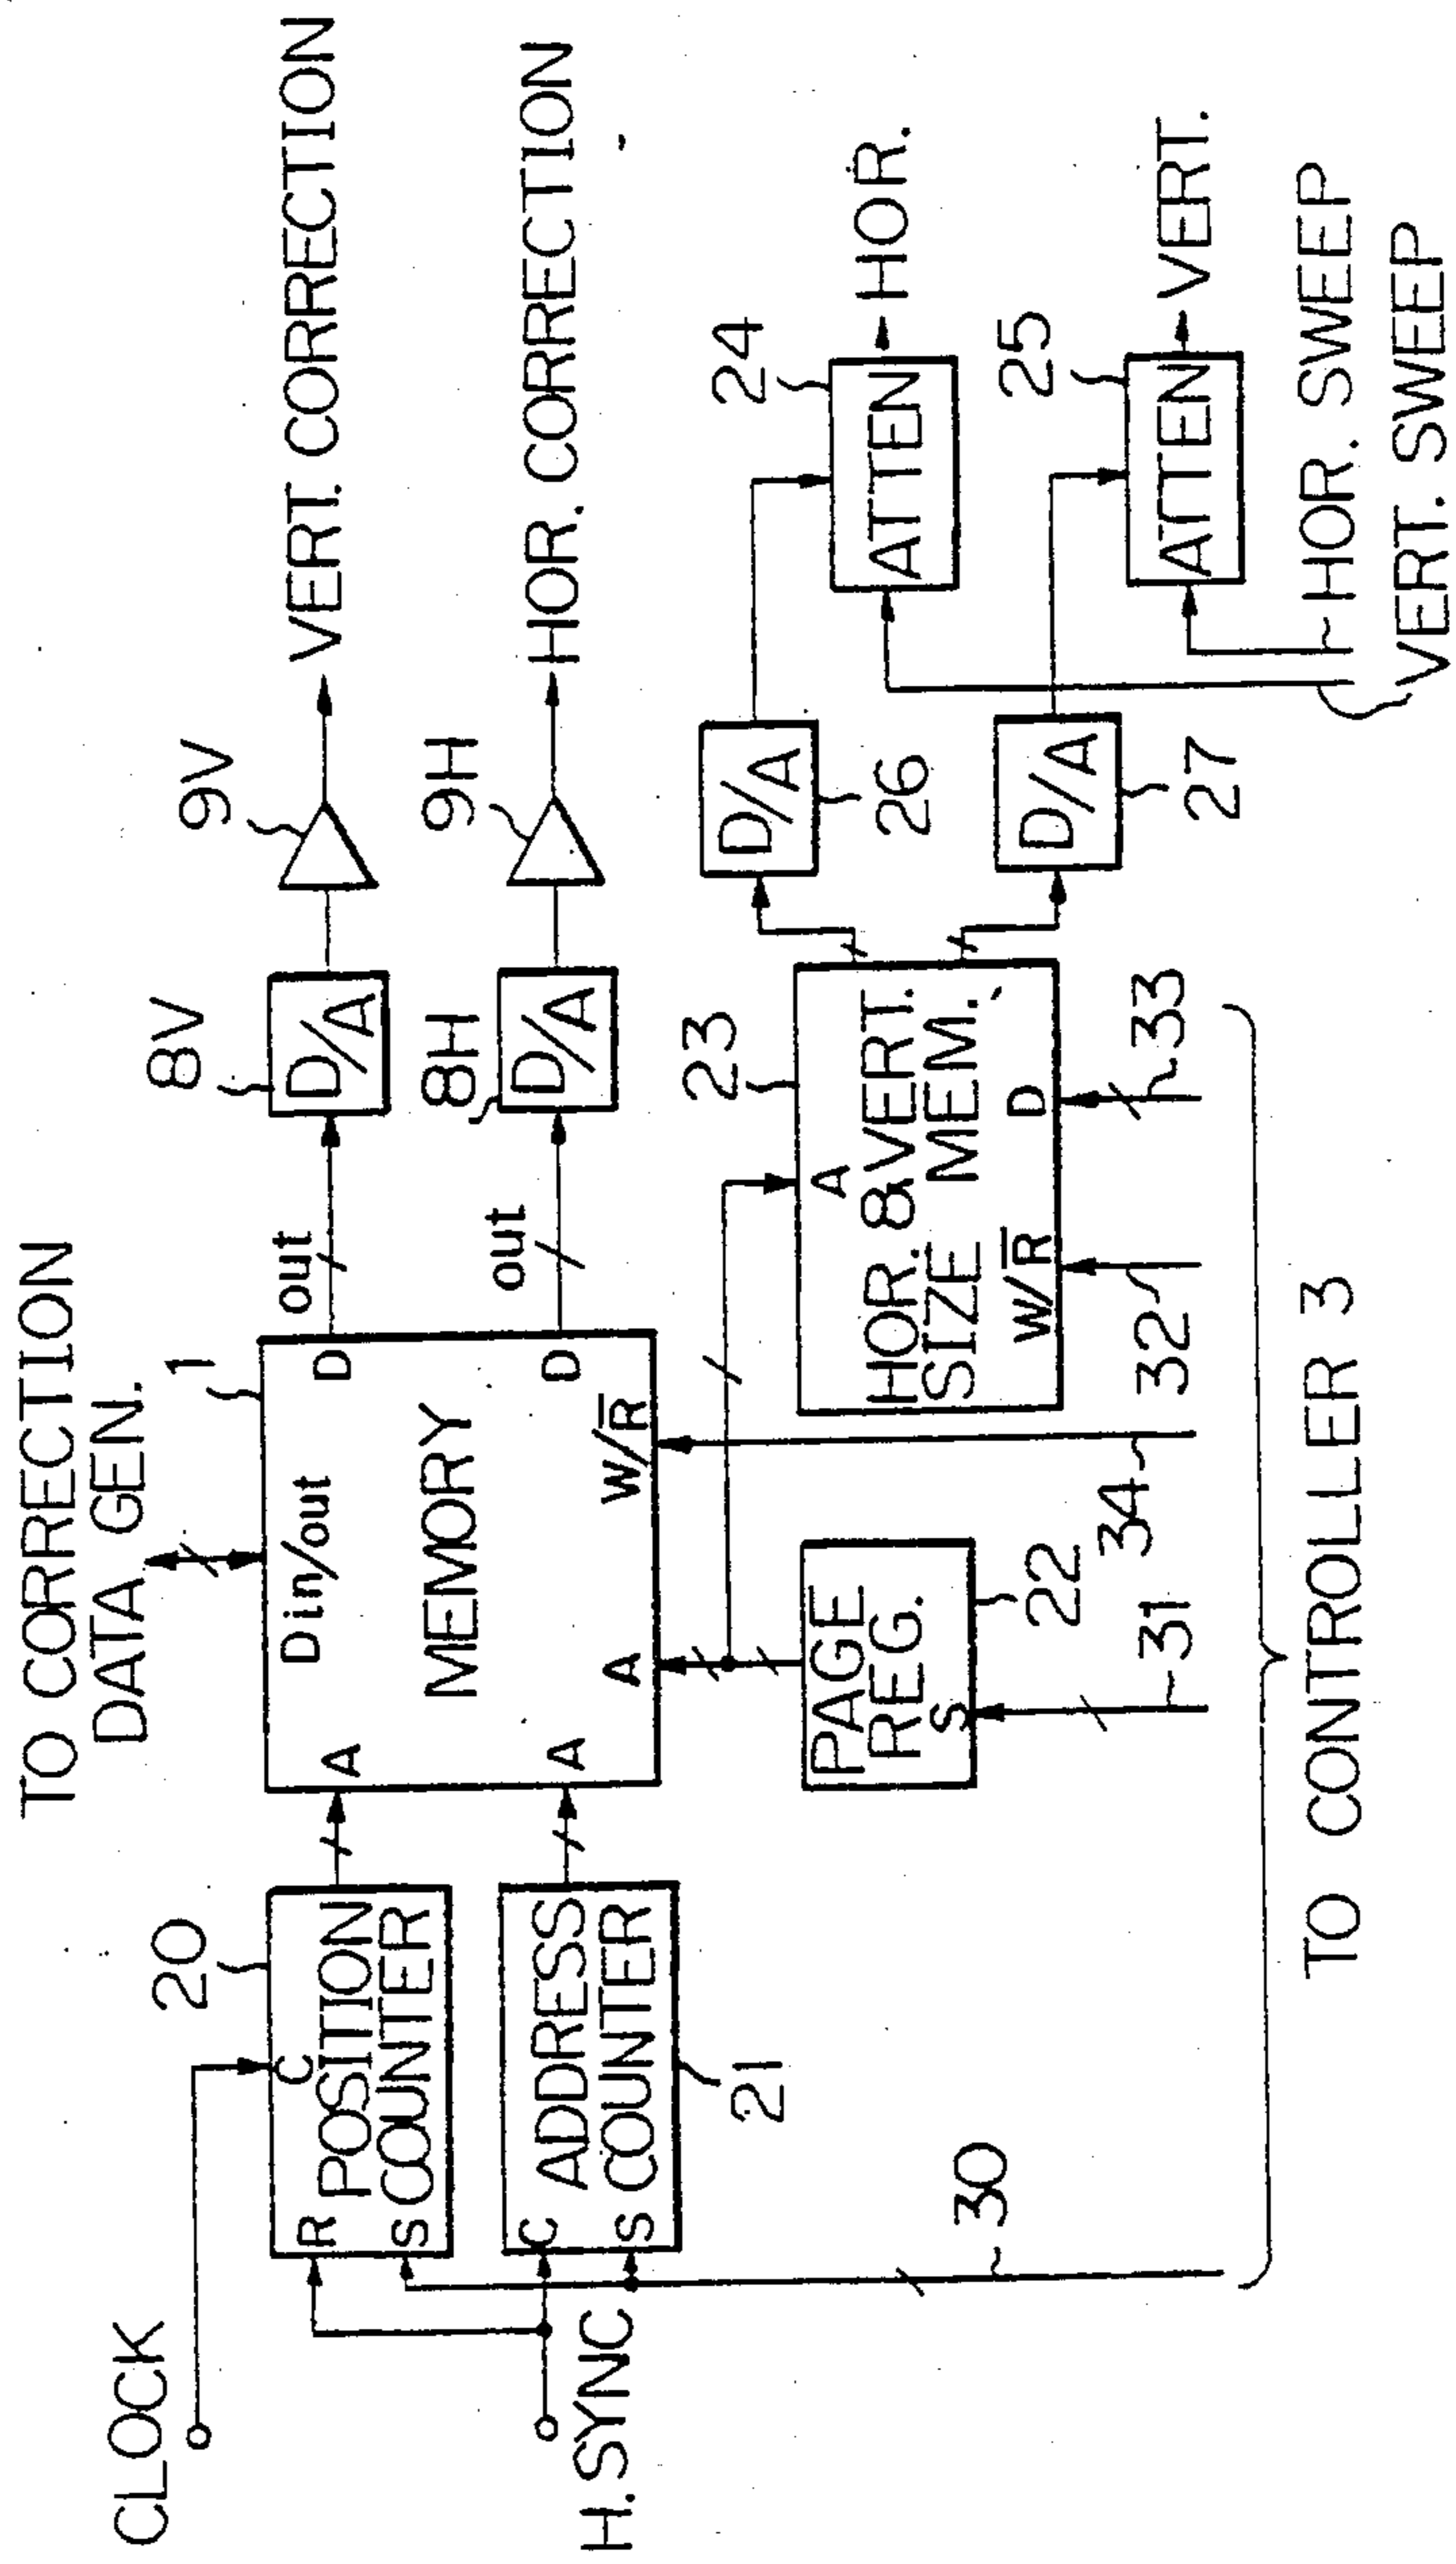 TO CORRECTION
DATA GEN.
CLOCK
H. SYNC
20
C
R
POSITION
S
COUNTER
C
ADDRESS
S
COUNTER
21
30
A
A
D in/out
MEMORY
A
W/R̅
D
D
1
out
out
8V
D/A
8H
D/A
9V
9H
VERT. CORRECTION
HOR. CORRECTION
PAGE
REG.
S
22
31
34
23
A
HOR. & VERT.
SIZE MEM.
W/R̅
D
32
33
D/A
26
D/A
27
24
ATTEN
HOR.
25
ATTEN
VERT.
HOR. SWEEP
VERT. SWEEP
TO CONTROLLER 3